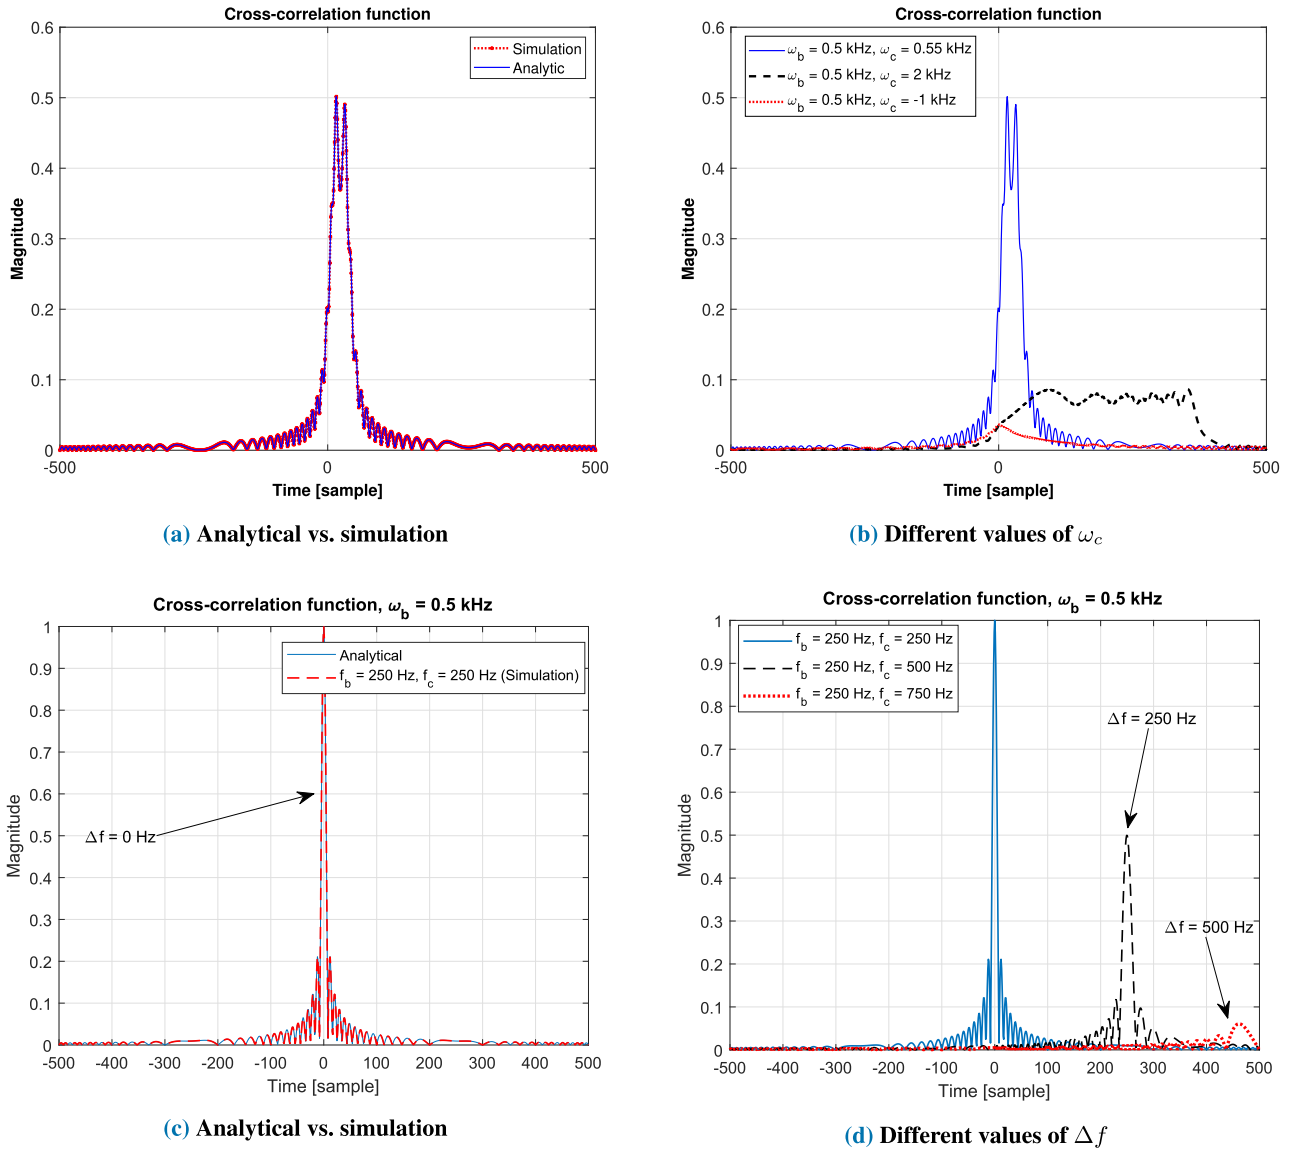 Cross-correlation function
0.6
0.5
0.4
0.3
0.2
0.1
0
Magnitude
Simulation
Analytic
-500 0 500
Time [sample]
(a) Analytical vs. simulation
Cross-correlation function
0.6
0.5
0.4
0.3
0.2
0.1
0
Magnitude
ω_b = 0.5 kHz, ω_c = 0.55 kHz
ω_b = 0.5 kHz, ω_c = 2 kHz
ω_b = 0.5 kHz, ω_c = -1 kHz
-500 0 500
Time [sample]
(b) Different values of ω_c
Cross-correlation function, ω_b = 0.5 kHz
1
0.9
0.8
0.7
0.6
0.5
0.4
0.3
0.2
0.1
0
Magnitude
Analytical
f_b = 250 Hz, f_c = 250 Hz (Simulation)
Δf = 0 Hz
-500 -400 -300 -200 -100 0 100 200 300 400 500
Time [sample]
(c) Analytical vs. simulation
Cross-correlation function, ω_b = 0.5 kHz
1
0.9
0.8
0.7
0.6
0.5
0.4
0.3
0.2
0.1
0
Magnitude
f_b = 250 Hz, f_c = 250 Hz
f_b = 250 Hz, f_c = 500 Hz
f_b = 250 Hz, f_c = 750 Hz
Δf = 250 Hz
Δf = 500 Hz
-500 -400 -300 -200 -100 0 100 200 300 400 500
Time [sample]
(d) Different values of Δf